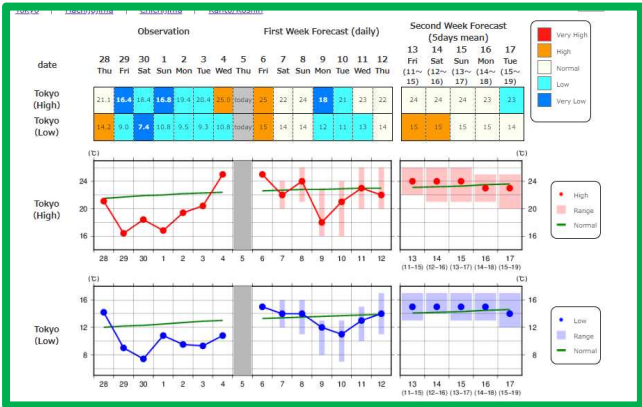 Observation First Week Forecast (daily) Second Week Forecast
(5days mean)
date 28 29 30 1 2 3 4 5 6 7 8 9 10 11 12 13 14 15 16 17
Thu Fri Sat Sun Mon Tue Wed Thu Fri Sat Sun Mon Tue Wed Thu Fri Sat Sun Mon Tue
(11~15) (12~16) (13~17) (14~18) (15~19)
Tokyo (High) 21.1 16.4 18.4 16.8 19.4 20.4 25.0 today 25 22 24 18 21 23 22 24 24 24 23 23
Tokyo (Low) 14.2 9.0 7.4 10.8 9.5 9.3 10.8 today 15 14 14 12 11 13 14 15 15 15 15 14
Very High
High
Normal
Low
Very Low
(℃)
Tokyo
(High)
24
20
16
24
20
16
28 29 30 1 2 3 4 5 6 7 8 9 10 11 12 13 14 15 16 17
(11-15) (12-16) (13-17) (14-18) (15-19)
High
Range
Normal
(℃)
Tokyo
(Low)
16
12
8
16
12
8
28 29 30 1 2 3 4 5 6 7 8 9 10 11 12 13 14 15 16 17
(11-15) (12-16) (13-17) (14-18) (15-19)
Low
Range
Normal